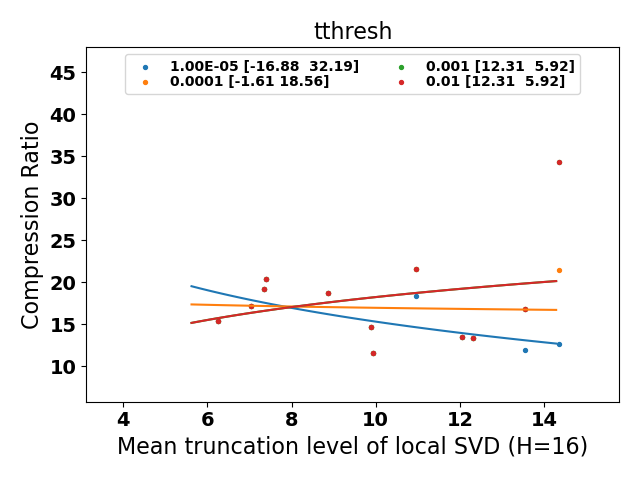 tthresh
1.00E-05 [-16.88  32.19]
0.0001 [-1.61 18.56]
0.001 [12.31  5.92]
0.01 [12.31  5.92]
Compression Ratio
45
40
35
30
25
20
15
10
4 6 8 10 12 14
Mean truncation level of local SVD (H=16)